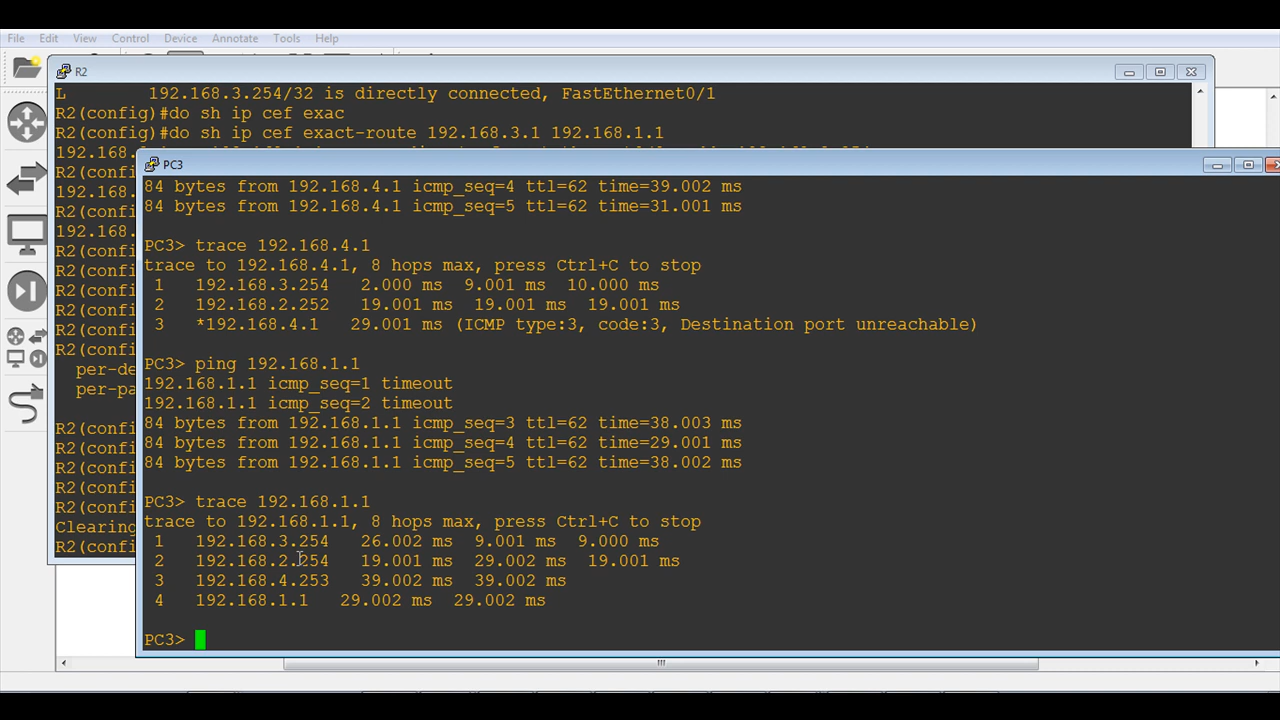 File Edit View Control Device Annotate Tools Help
R2
L 192.168.3.254/32 is directly connected, FastEthernet0/1
R2(config)#do sh ip cef exac
R2(config)#do sh ip cef exact-route 192.168.3.1 192.168.1.1
192.168.
R2(confi
192.168.
R2(confi
192.168.
R2(confi
R2(confi
R2(confi
R2(confi
R2(confi
R2(confi
per-de
per-pa
R2(confi
R2(confi
R2(confi
R2(confi
R2(confi
Clearing
R2(confi
PC3
84 bytes from 192.168.4.1 icmp_seq=4 ttl=62 time=39.002 ms
84 bytes from 192.168.4.1 icmp_seq=5 ttl=62 time=31.001 ms
PC3> trace 192.168.4.1
trace to 192.168.4.1, 8 hops max, press Ctrl+C to stop
1 192.168.3.254 2.000 ms 9.001 ms 10.000 ms
2 192.168.2.252 19.001 ms 19.001 ms 19.001 ms
3 *192.168.4.1 29.001 ms (ICMP type:3, code:3, Destination port unreachable)
PC3> ping 192.168.1.1
192.168.1.1 icmp_seq=1 timeout
192.168.1.1 icmp_seq=2 timeout
84 bytes from 192.168.1.1 icmp_seq=3 ttl=62 time=38.003 ms
84 bytes from 192.168.1.1 icmp_seq=4 ttl=62 time=29.001 ms
84 bytes from 192.168.1.1 icmp_seq=5 ttl=62 time=38.002 ms
PC3> trace 192.168.1.1
trace to 192.168.1.1, 8 hops max, press Ctrl+C to stop
1 192.168.3.254 26.002 ms 9.001 ms 9.000 ms
2 192.168.2.254 19.001 ms 29.002 ms 19.001 ms
3 192.168.4.253 39.002 ms 39.002 ms
4 192.168.1.1 29.002 ms 29.002 ms
PC3>